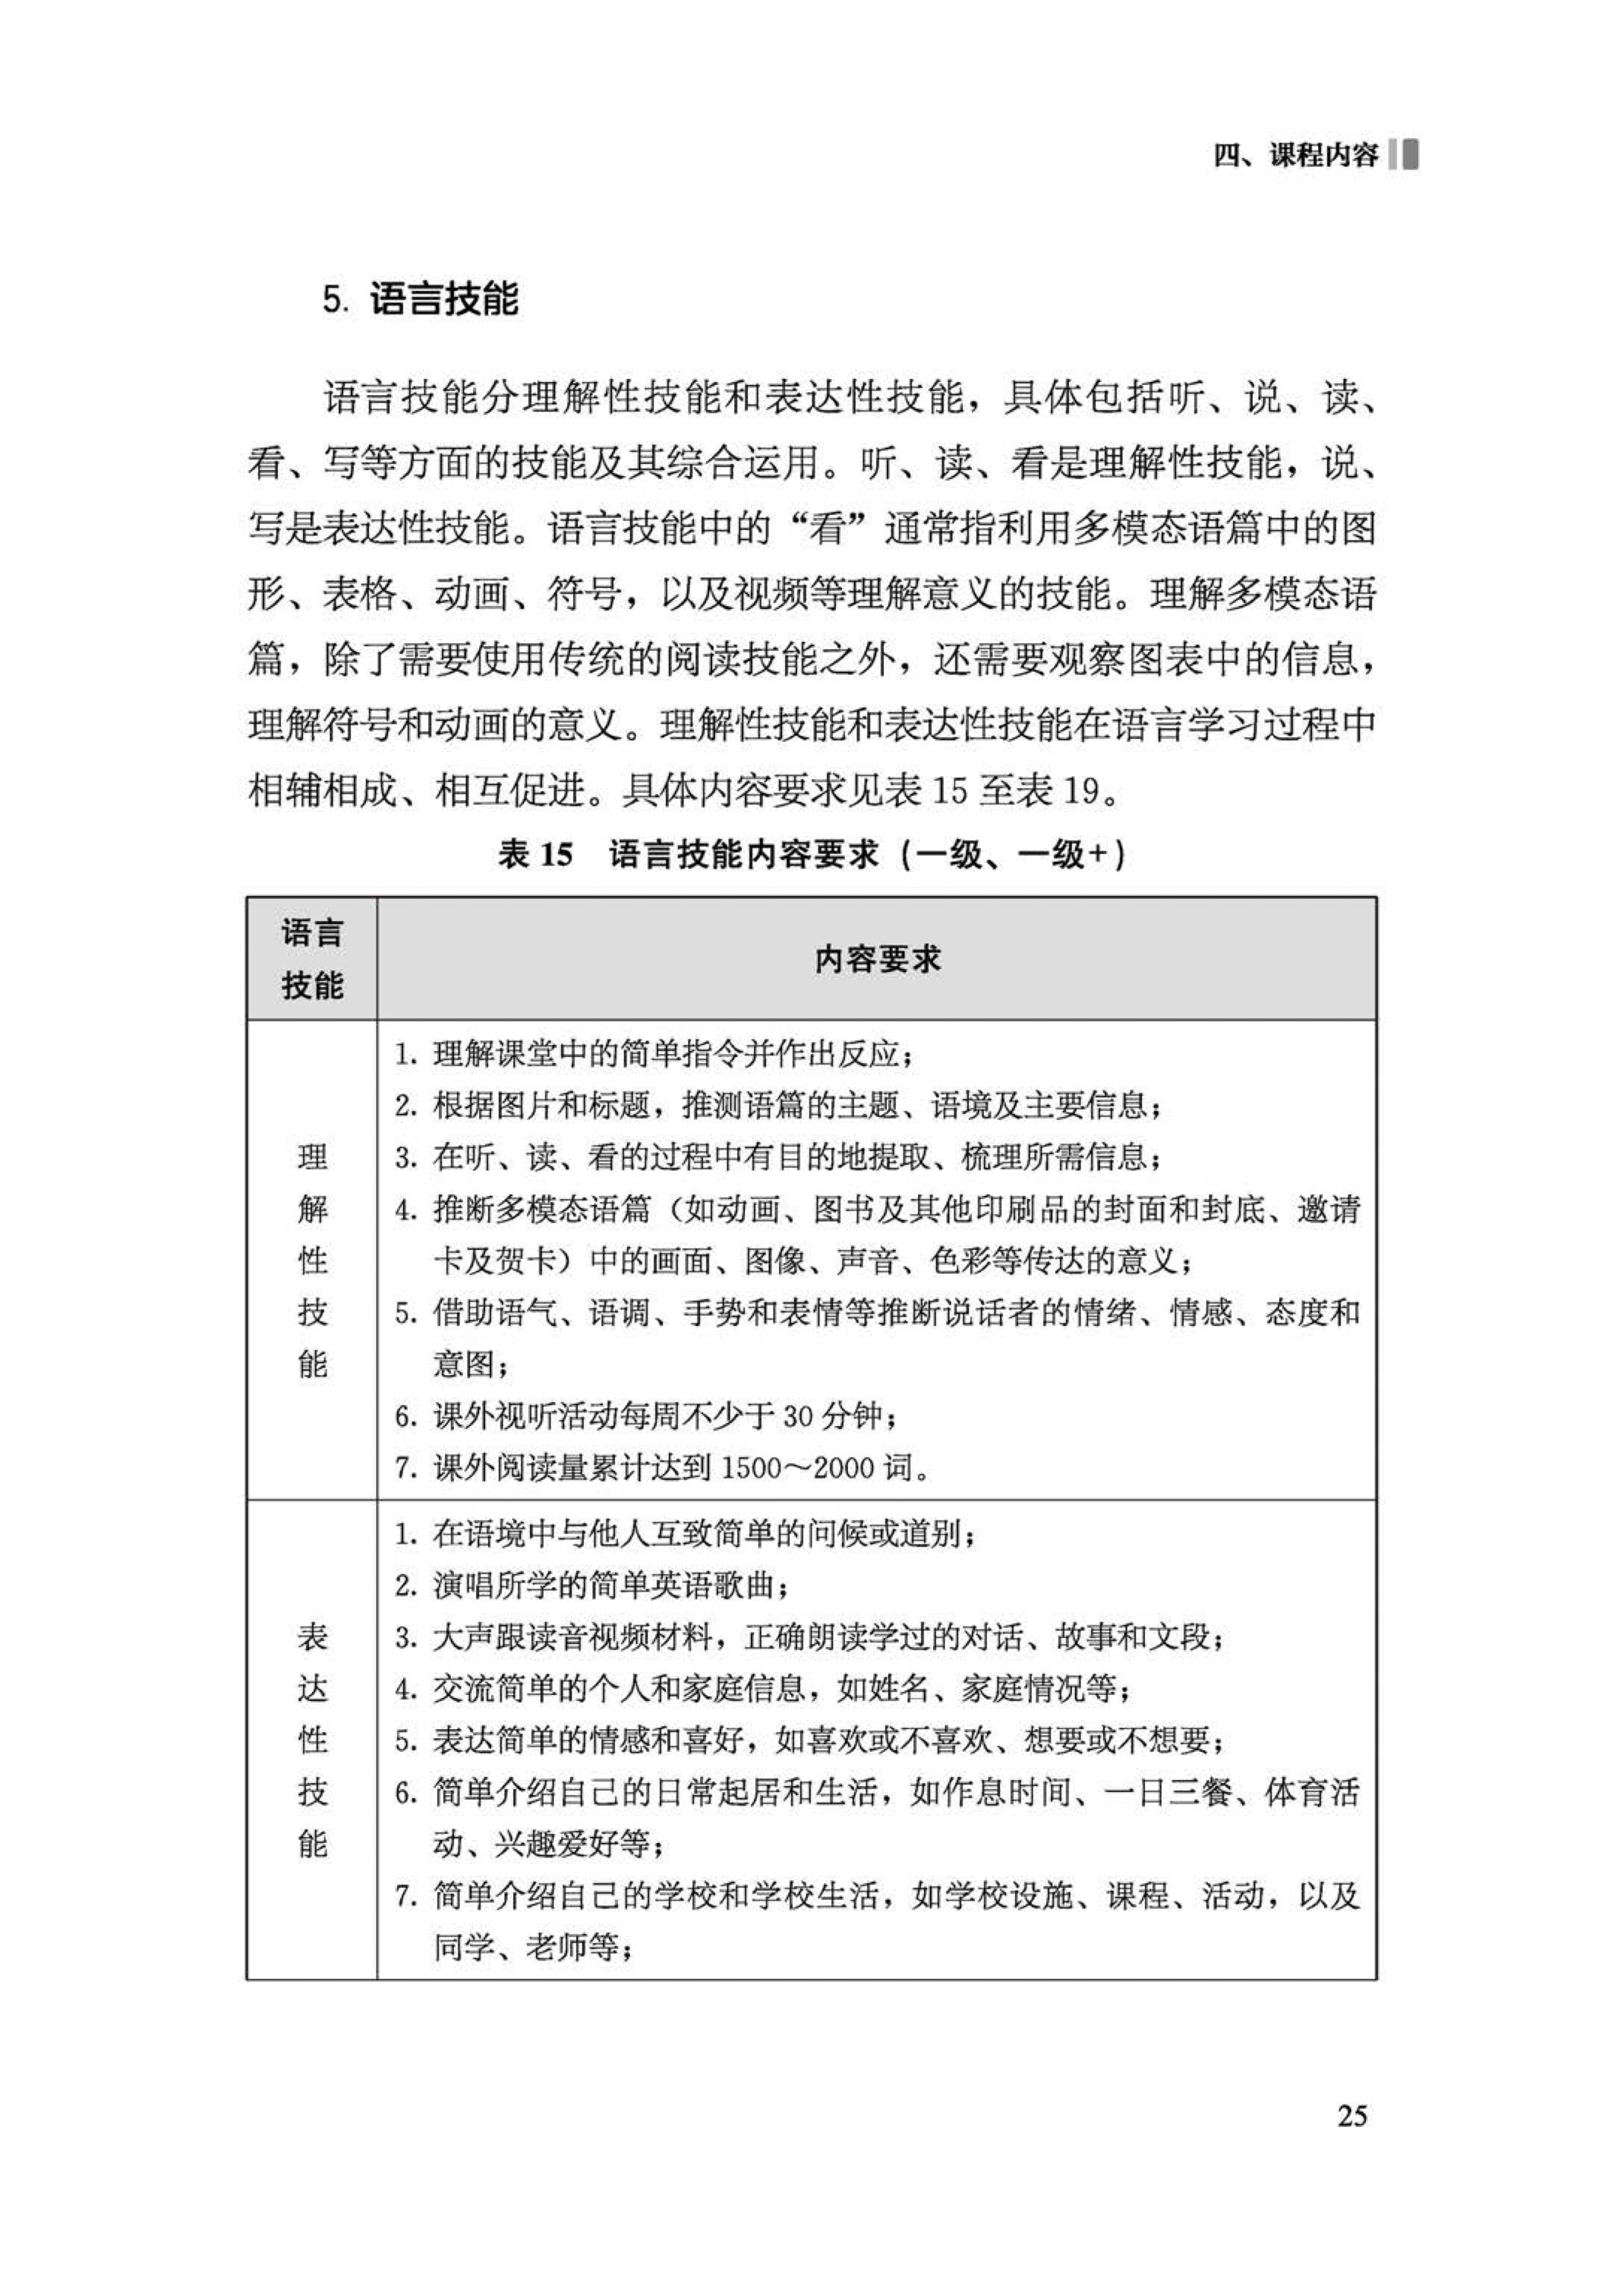 四、课程内容
5. 语言技能
语言技能分理解性技能和表达性技能，具体包括听、说、读、
看、写等方面的技能及其综合运用。听、读、看是理解性技能，说、
写是表达性技能。语言技能中的“看”通常指利用多模态语篇中的图
形、表格、动画、符号，以及视频等理解意义的技能。理解多模态语
篇，除了需要使用传统的阅读技能之外，还需要观察图表中的信息，
理解符号和动画的意义。理解性技能和表达性技能在语言学习过程中
相辅相成、相互促进。具体内容要求见表 15 至表 19。
表 15 语言技能内容要求（一级、一级+）
语言
技能
内容要求
理
解
性
技
能
1. 理解课堂中的简单指令并作出反应；
2. 根据图片和标题，推测语篇的主题、语境及主要信息；
3. 在听、读、看的过程中有目的地提取、梳理所需信息；
4. 推断多模态语篇（如动画、图书及其他印刷品的封面和封底、邀请
卡及贺卡）中的画面、图像、声音、色彩等传达的意义；
5. 借助语气、语调、手势和表情等推断说话者的情绪、情感、态度和
意图；
6. 课外视听活动每周不少于 30 分钟；
7. 课外阅读量累计达到 1500～2000 词。
表
达
性
技
能
1. 在语境中与他人互致简单的问候或道别；
2. 演唱所学的简单英语歌曲；
3. 大声跟读音视频材料，正确朗读学过的对话、故事和文段；
4. 交流简单的个人和家庭信息，如姓名、家庭情况等；
5. 表达简单的情感和喜好，如喜欢或不喜欢、想要或不想要；
6. 简单介绍自己的日常起居和生活，如作息时间、一日三餐、体育活
动、兴趣爱好等；
7. 简单介绍自己的学校和学校生活，如学校设施、课程、活动，以及
同学、老师等；
25